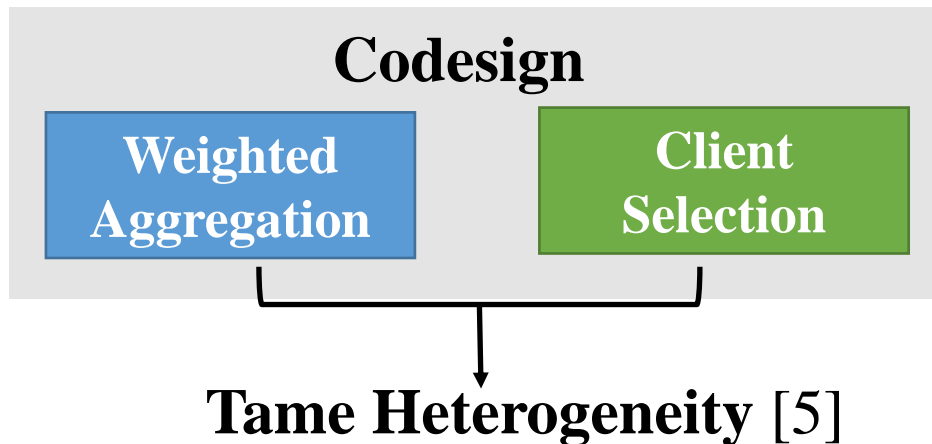 Codesign
Weighted
Aggregation
Client
Selection
Tame Heterogeneity [5]